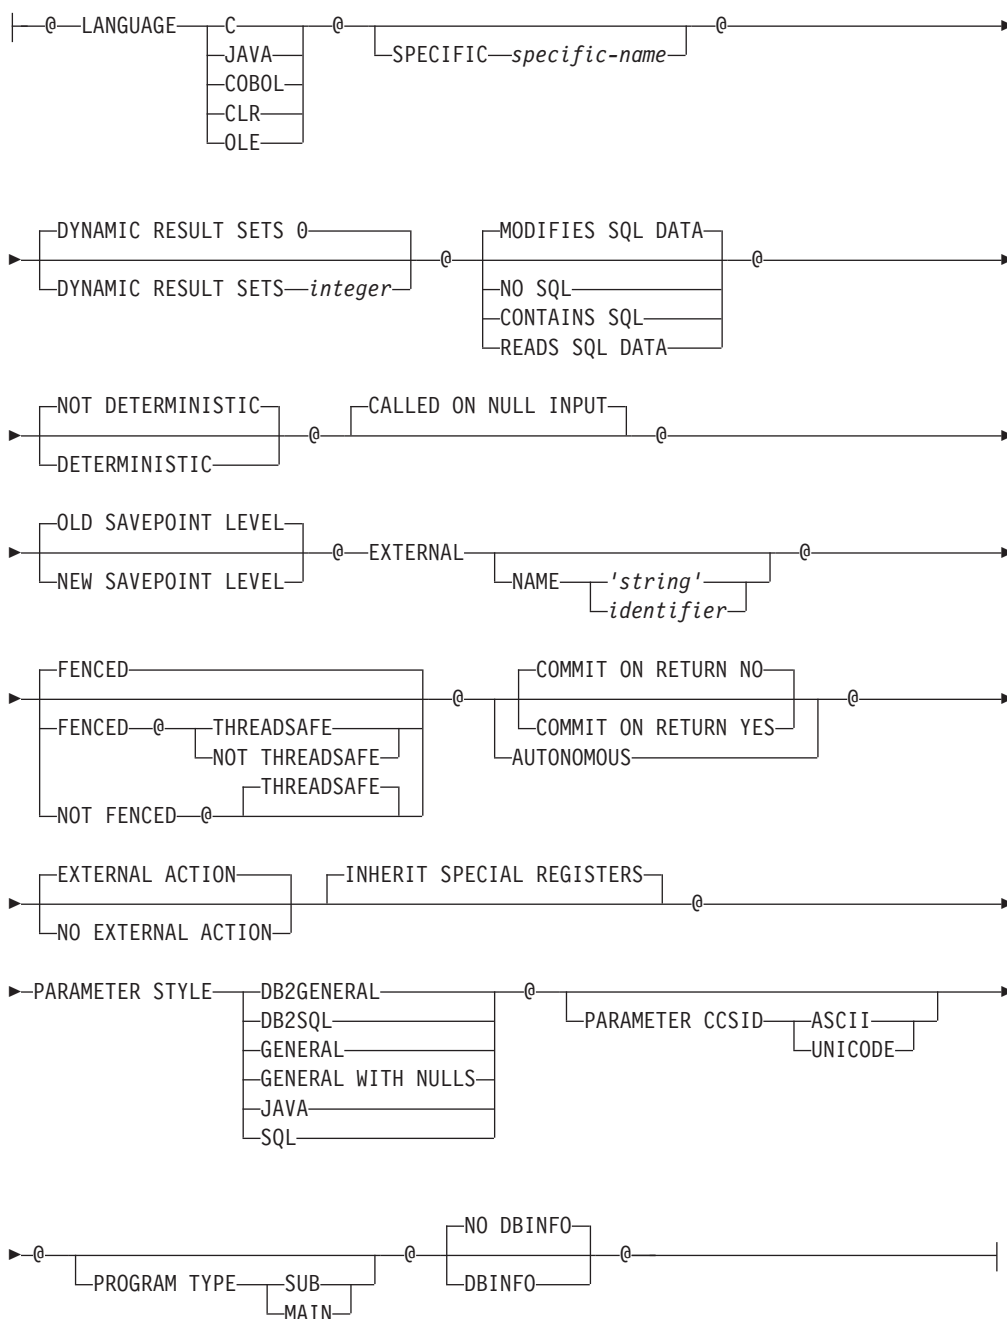 @ LANGUAGE C @ @
SPECIFIC specific-name
JAVA
COBOL
CLR
OLE
DYNAMIC RESULT SETS 0 MODIFIES SQL DATA
@ @
DYNAMIC RESULT SETS integer NO SQL
CONTAINS SQL
READS SQL DATA
NOT DETERMINISTIC CALLED ON NULL INPUT
@ @
DETERMINISTIC
OLD SAVEPOINT LEVEL
@ EXTERNAL @
NEW SAVEPOINT LEVEL NAME 'string'
identifier
FENCED COMMIT ON RETURN NO
@ @
FENCED @ THREADSAFE COMMIT ON RETURN YES
NOT THREADSAFE AUTONOMOUS
THREADSAFE
NOT FENCED @
EXTERNAL ACTION INHERIT SPECIAL REGISTERS
@
NO EXTERNAL ACTION
PARAMETER STYLE DB2GENERAL @
DB2SQL PARAMETER CCSID ASCII
GENERAL UNICODE
GENERAL WITH NULLS
JAVA
SQL
NO DBINFO
@ @ @
PROGRAM TYPE SUB DBINFO
MAIN